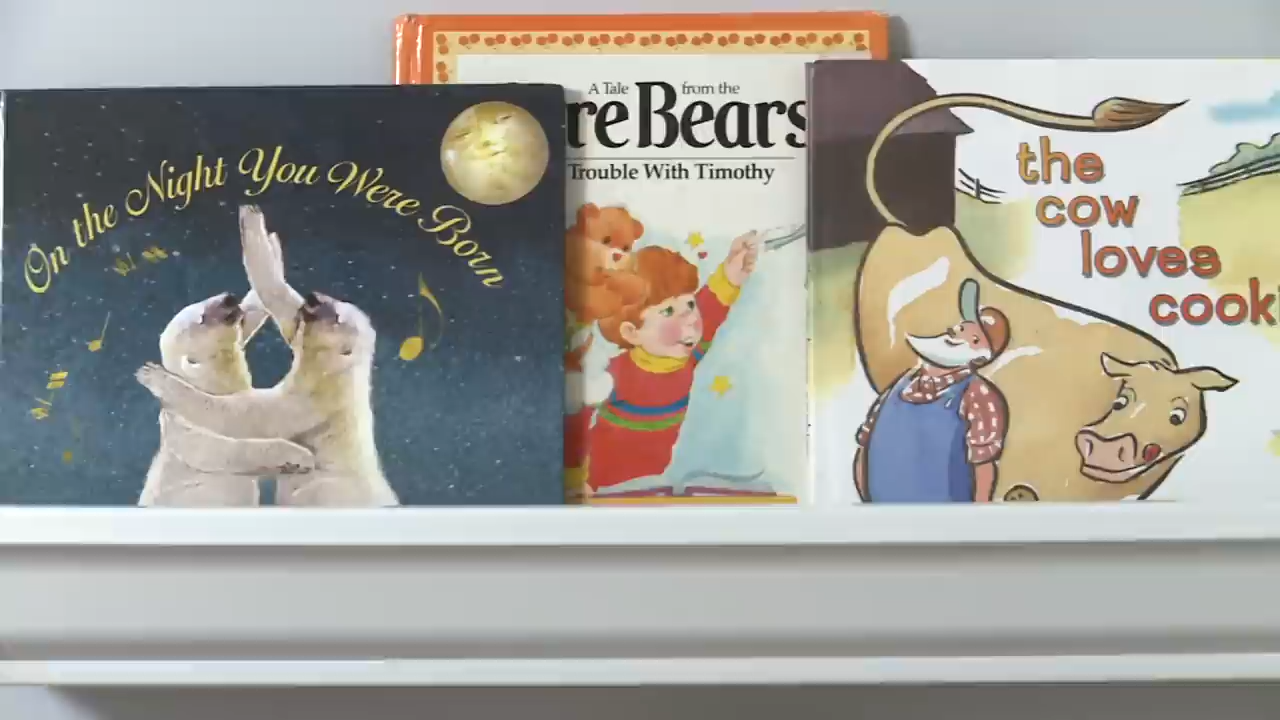 On the Night You Were Born
A Tale from the
re Bears
Trouble With Timothy
the
cow
loves
cook